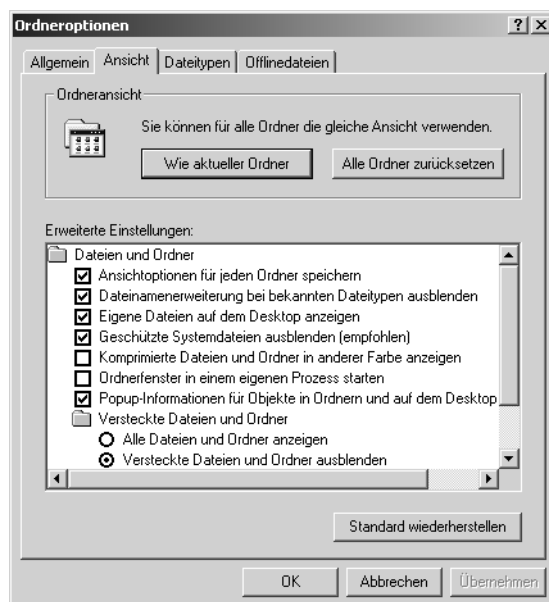 Ordneroptionen
Allgemein Ansicht Dateitypen Offlinedateien
Ordneransicht
Sie können für alle Ordner die gleiche Ansicht verwenden.
Wie aktueller Ordner Alle Ordner zurücksetzen
Erweiterte Einstellungen:
Dateien und Ordner
Ansichtoptionen für jeden Ordner speichern
Dateinamenerweiterung bei bekannten Dateitypen ausblenden
Eigene Dateien auf dem Desktop anzeigen
Geschützte Systemdateien ausblenden (empfohlen)
Komprimierte Dateien und Ordner in anderer Farbe anzeigen
Ordnerfenster in einem eigenen Prozess starten
Popup-Informationen für Objekte in Ordnern und auf dem Desktop
Versteckte Dateien und Ordner
Alle Dateien und Ordner anzeigen
Versteckte Dateien und Ordner ausblenden
Standard wiederherstellen
OK Abbrechen Übernehmen